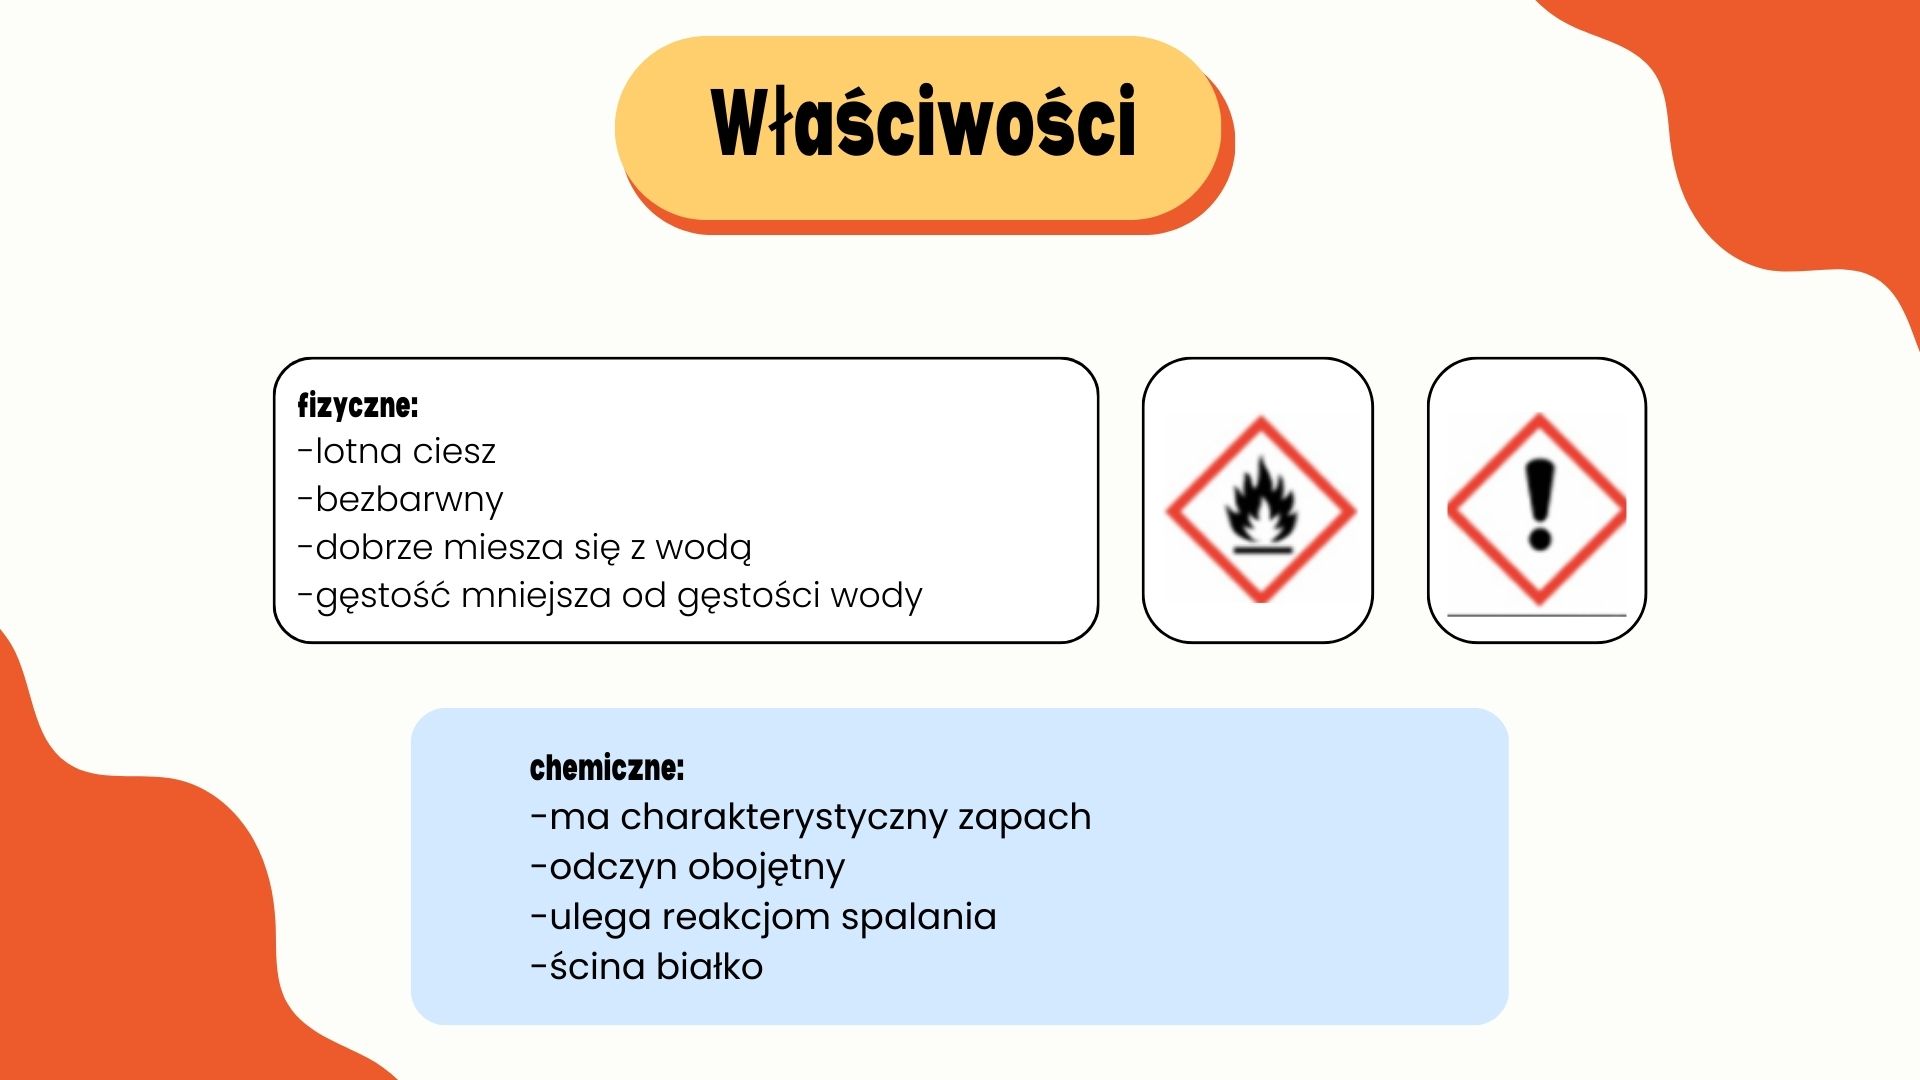 Właściwości
fizyczne:
-lotna ciesz
-bezbarwny
-dobrze miesza się z wodą
-gęstość mniejsza od gęstości wody
chemiczne:
-ma charakterystyczny zapach
-odczyn obojętny
-ulega reakcjom spalania
-ścina białko